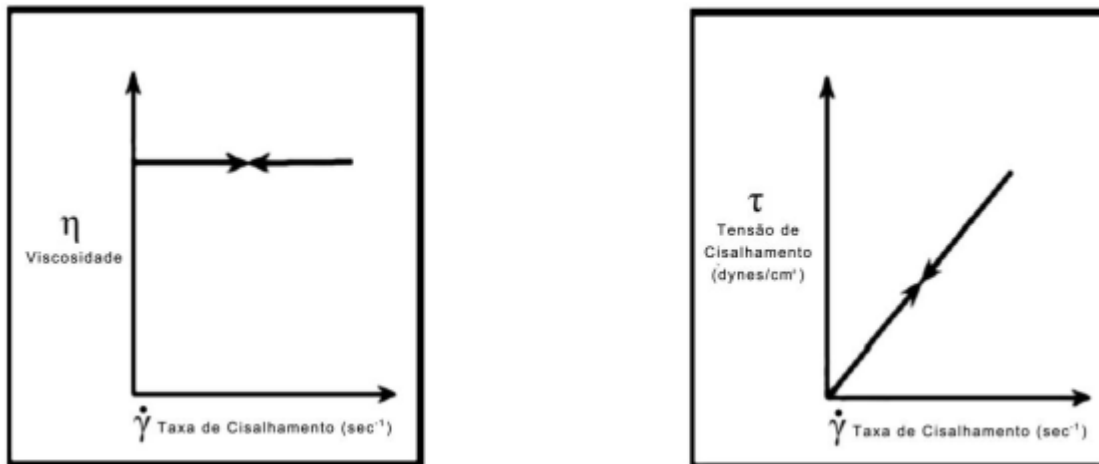 η
Viscosidade
γ̇ Taxa de Cisalhamento (sec⁻¹)
τ
Tensão de
Cisalhamento
(dynes/cm²)
γ̇ Taxa de Cisalhamento (sec⁻¹)